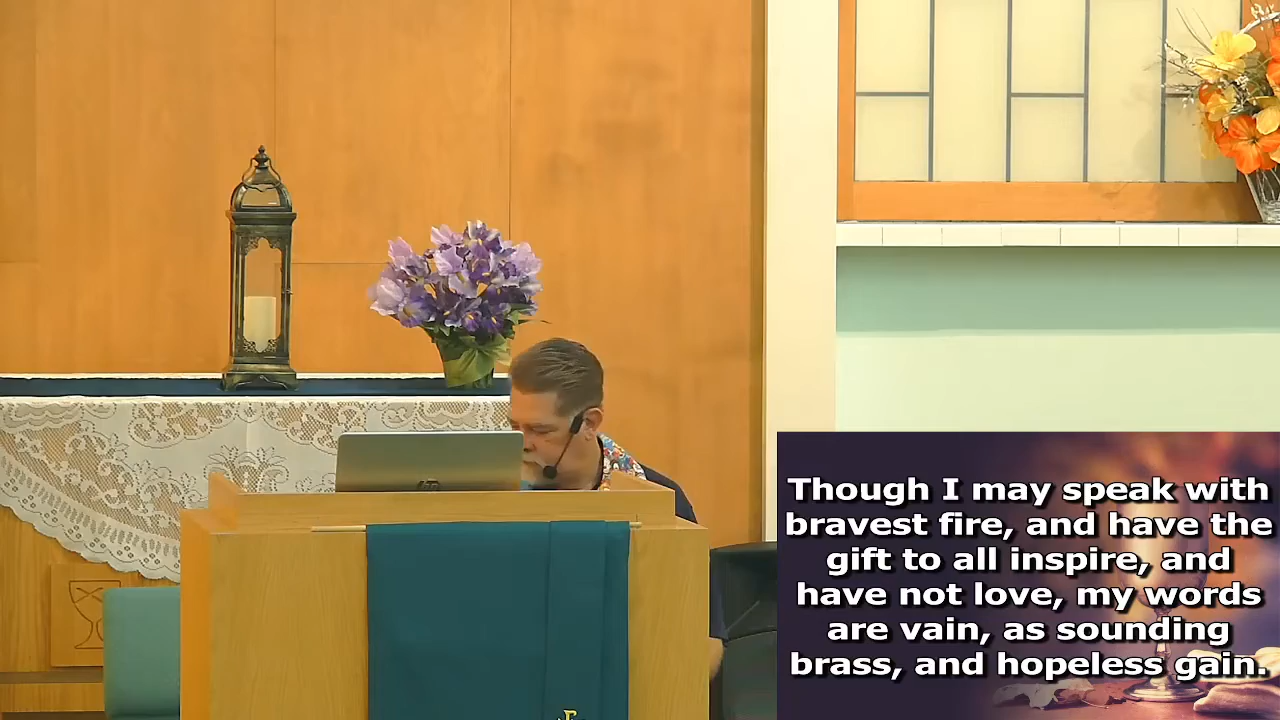 Though I may speak with
bravest fire, and have the
gift to all inspire, and
have not love, my words
are vain, as sounding
brass, and hopeless gain.